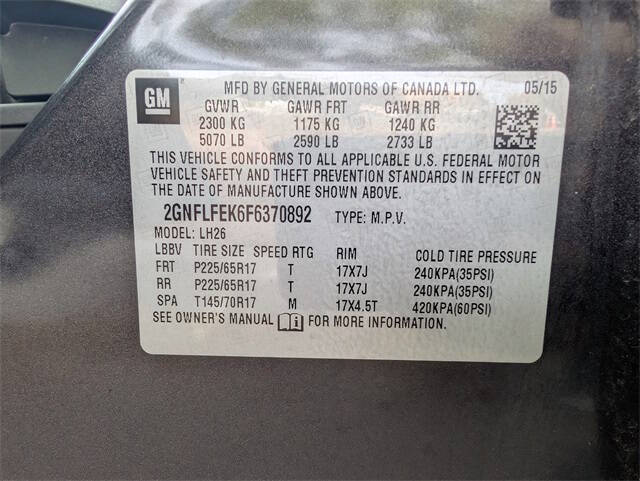 GM
MFD BY GENERAL MOTORS OF CANADA LTD. 05/15
GVWR GAWR FRT GAWR RR
2300 KG 1175 KG 1240 KG
5070 LB 2590 LB 2733 LB
THIS VEHICLE CONFORMS TO ALL APPLICABLE U.S. FEDERAL MOTOR
VEHICLE SAFETY AND THEFT PREVENTION STANDARDS IN EFFECT ON
THE DATE OF MANUFACTURE SHOWN ABOVE.
2GNFLFEK6F6370892 TYPE: M.P.V.
MODEL: LH26
LBBV TIRE SIZE SPEED RTG RIM COLD TIRE PRESSURE
FRT P225/65R17 T 17X7J 240KPA(35PSI)
RR P225/65R17 T 17X7J 240KPA(35PSI)
SPA T145/70R17 M 17X4.5T 420KPA(60PSI)
SEE OWNER'S MANUAL FOR MORE INFORMATION.